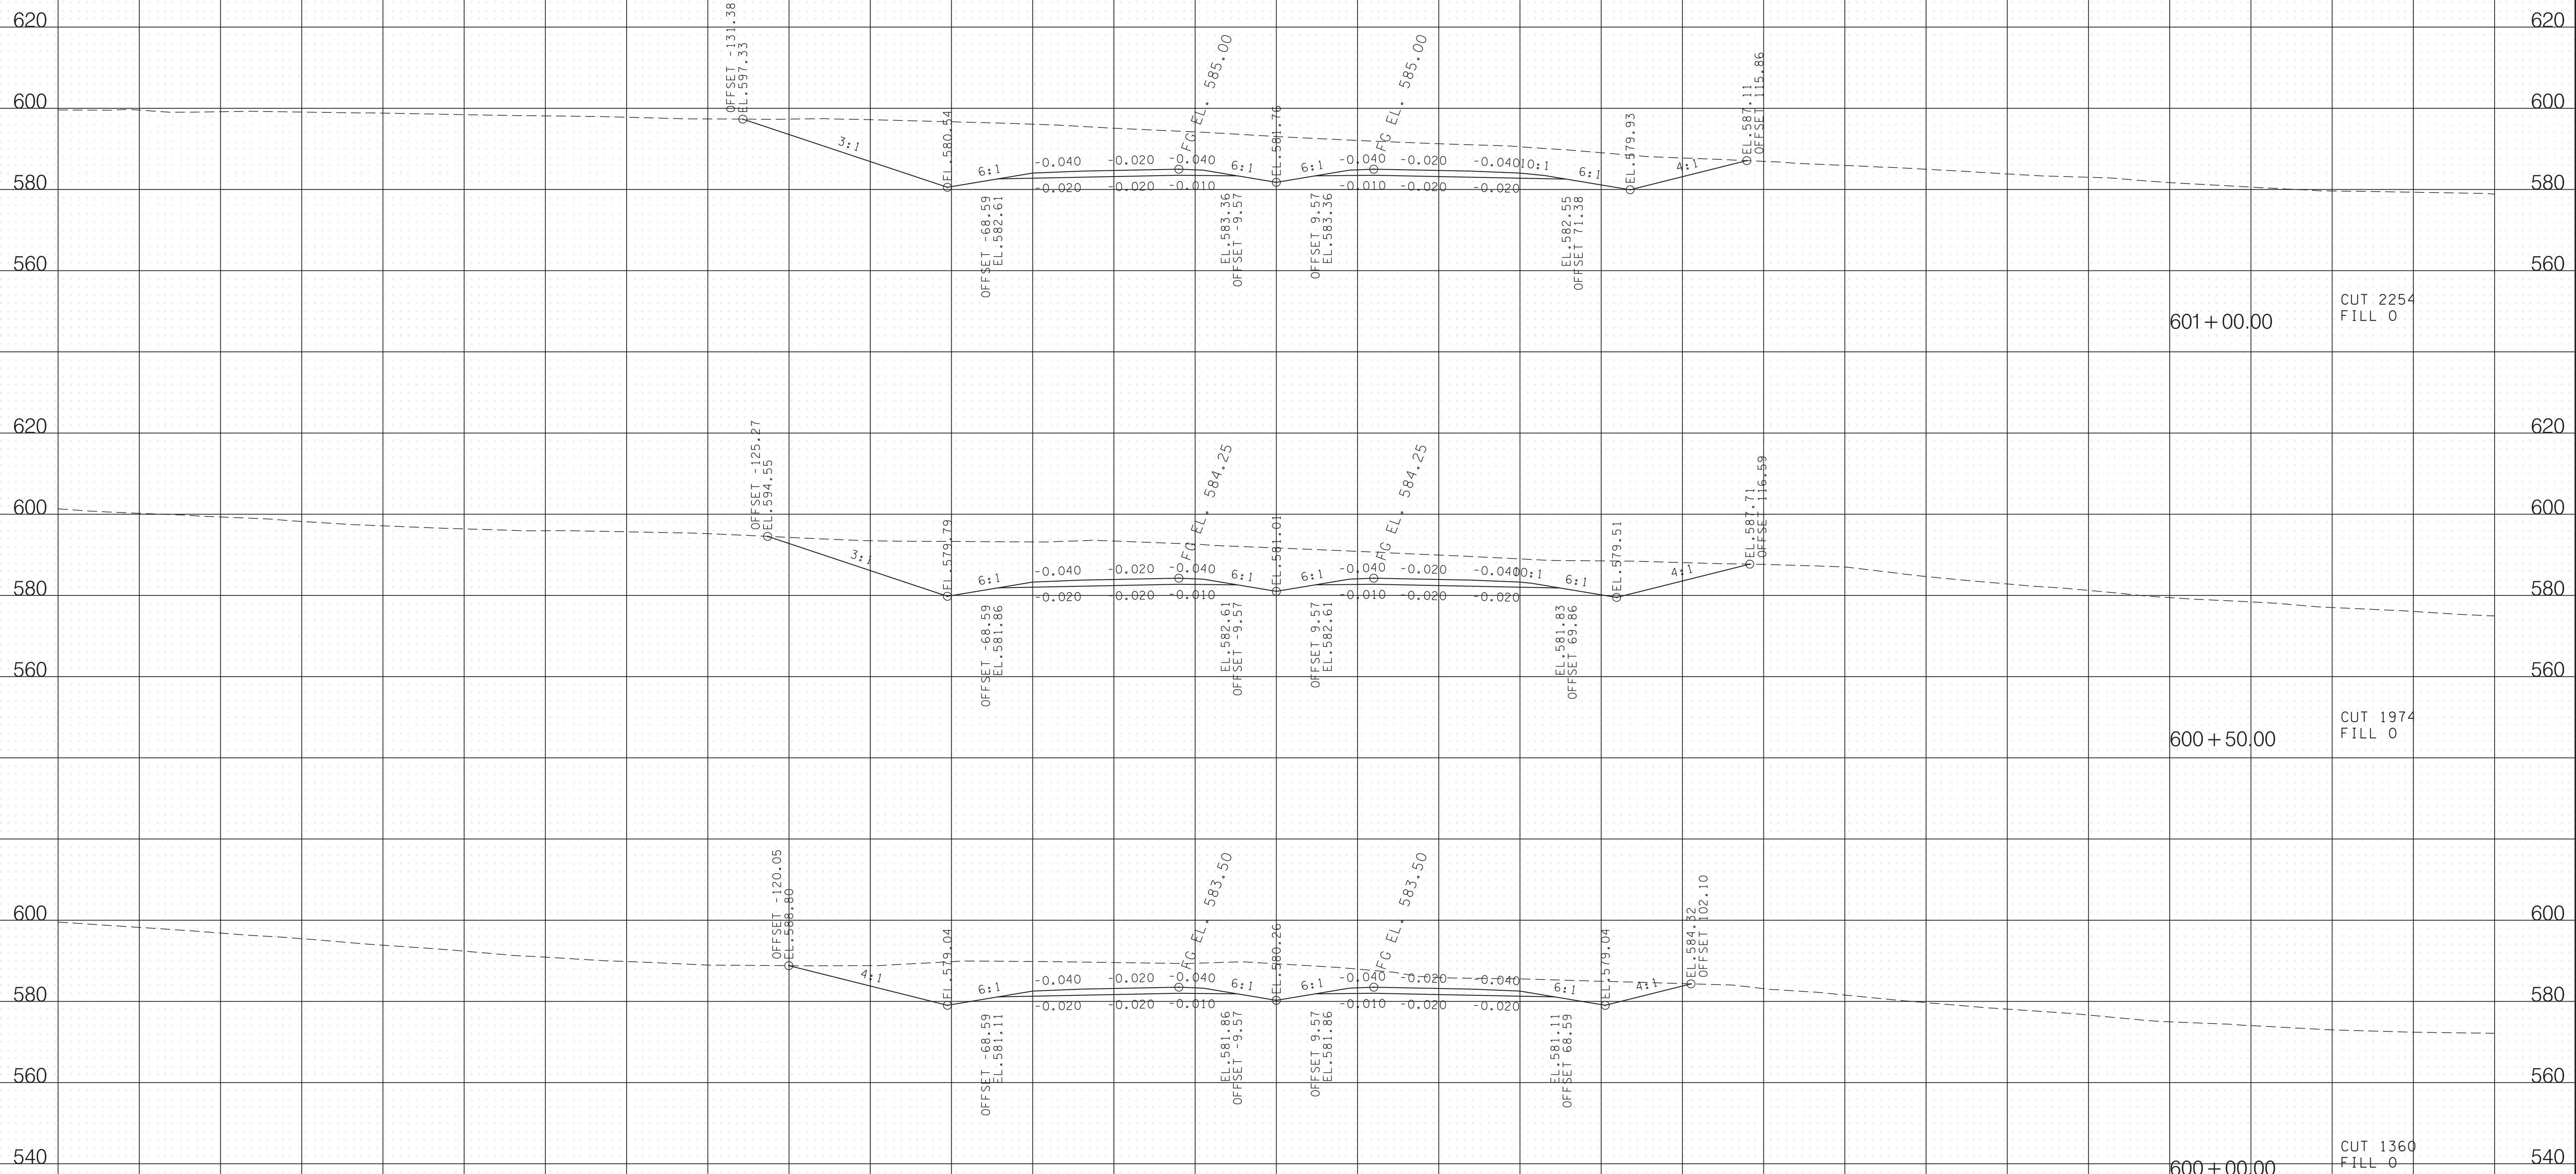 620
620
OFFSET -131.38
EL.597.33
FG EL. 585.00
FG EL. 585.00
EL.587.11
OFFSET 115.86
600
600
3:1
EL.580.54
6:1
-0.040
-0.020
-0.040
6:1
EL.581.76
6:1
-0.040
-0.020
-0.040
10:1
6:1
EL.579.93
4:1
580
580
-0.020
-0.020
-0.010
-0.010
-0.020
-0.020
OFFSET -68.59
EL.582.61
EL.583.36
OFFSET -9.57
OFFSET 9.57
EL.583.36
EL.582.55
OFFSET 71.38
560
560
CUT 2254
FILL 0
601+00.00
620
620
OFFSET -125.27
EL.594.55
FG EL. 584.25
FG EL. 584.25
EL.587.71
OFFSET 116.59
600
600
3:1
EL.579.79
6:1
-0.040
-0.020
-0.040
6:1
EL.581.01
6:1
-0.040
-0.020
-0.040
10:1
6:1
EL.579.51
4:1
580
580
-0.020
-0.020
-0.010
-0.010
-0.020
-0.020
OFFSET -68.59
EL.581.86
EL.582.61
OFFSET -9.57
OFFSET 9.57
EL.582.61
EL.581.83
OFFSET 69.86
560
560
CUT 1974
FILL 0
600+50.00
OFFSET -120.05
EL.588.80
FG EL. 583.50
FG EL. 583.50
EL.584.32
OFFSET 102.10
600
600
4:1
EL.579.04
6:1
-0.040
-0.020
-0.040
6:1
EL.580.26
6:1
-0.040
-0.020
-0.040
6:1
EL.579.04
4:1
580
580
-0.020
-0.020
-0.010
-0.010
-0.020
-0.020
OFFSET -68.59
EL.581.11
EL.581.86
OFFSET -9.57
OFFSET 9.57
EL.581.86
EL.581.11
OFFSET 68.59
560
560
540
540
CUT 1360
FILL 0
600+00.00